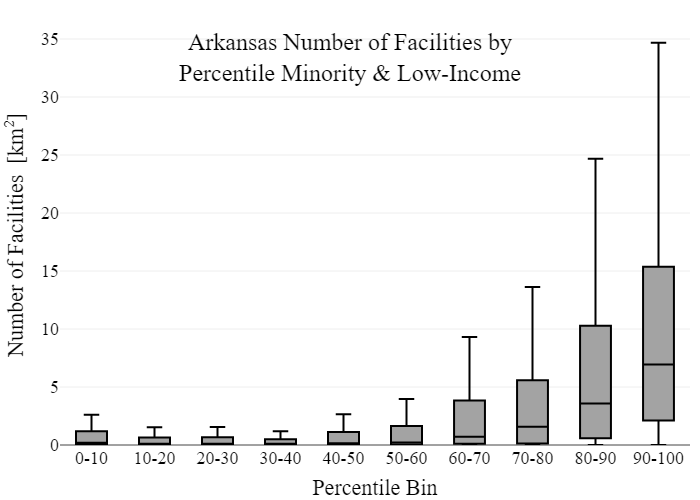 Arkansas Number of Facilities by
Percentile Minority & Low-Income
Number of Facilities [km²]
35
30
25
20
15
10
5
0
0-10 10-20 20-30 30-40 40-50 50-60 60-70 70-80 80-90 90-100
Percentile Bin